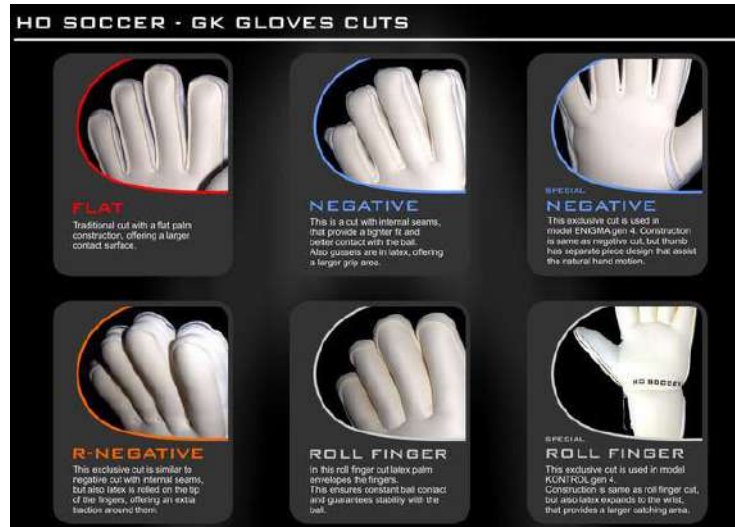 HO SOCCER - GK GLOVES CUTS
FLAT
Traditional cut with a flat palm
construction, offering a larger
contact surface.
NEGATIVE
This is a cut with internal seams,
that provide a tighter fit and
better contact with the ball.
Also gussets are in latex, offering
a larger grip area.
SPECIAL
NEGATIVE
This exclusive cut is used in
model ENIGMA gen 4. Construction
is same as negative cut, but thumb
has separate piece design that assist
the natural hand motion.
R-NEGATIVE
This exclusive cut is similar to
negative cut with internal seams,
but also latex is rolled on the tip
of the fingers, offering an extra
traction around them.
ROLL FINGER
In this roll finger cut latex palm
envelopes the fingers.
This ensures constant ball contact
and guarantees stability with the
ball.
HO SOCCER
SPECIAL
ROLL FINGER
This exclusive cut is used in model
KONTROL gen 4.
Construction is same as roll finger cut,
but also latex expands to the wrist,
that provides a larger catching area.